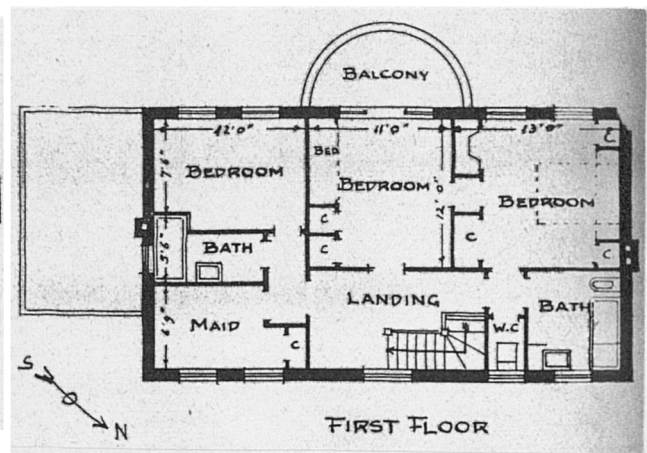 BALCONY
12'0"
11'0"
13'0"
7'6"
BED
BEDROOM
BEDROOM
12'0"
BEDROOM
C
C
C
C
BATH
5'6"
LANDING
MAID
6'9"
C
W.C
BATH
S
N
FIRST FLOOR